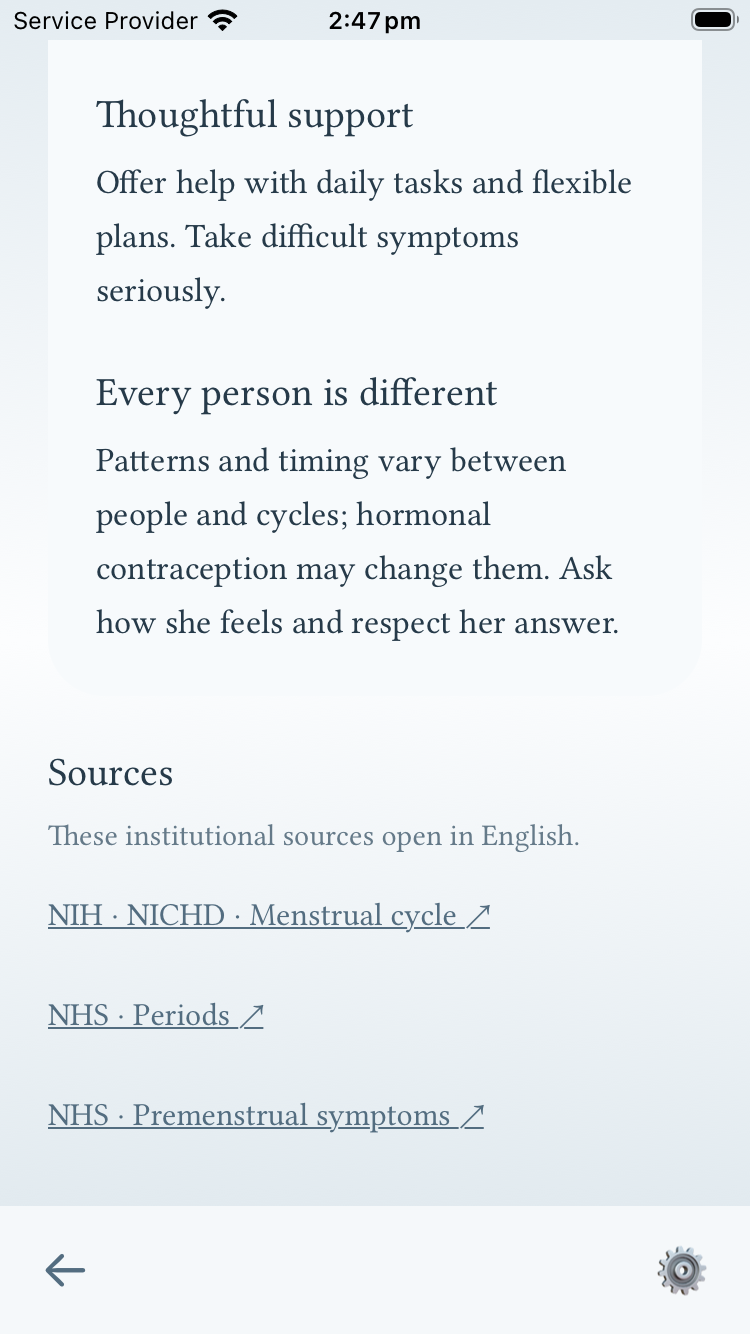 Service Provider 2:47 pm
Thoughtful support
Offer help with daily tasks and flexible
plans. Take difficult symptoms
seriously.
Every person is different
Patterns and timing vary between
people and cycles; hormonal
contraception may change them. Ask
how she feels and respect her answer.
Sources
These institutional sources open in English.
NIH · NICHD · Menstrual cycle ↗
NHS · Periods ↗
NHS · Premenstrual symptoms ↗